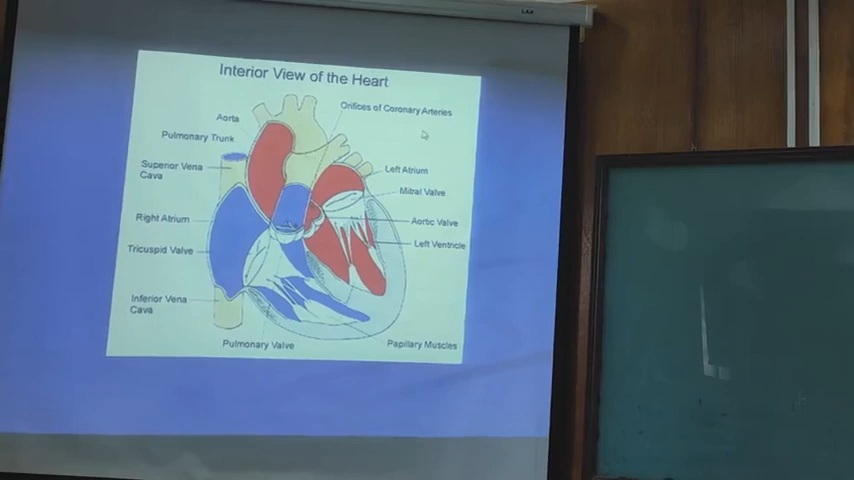 Interior View of the Heart
Orifices of Coronary Arteries
Aorta
Pulmonary Trunk
Superior Vena
Cava
Left Atrium
Mitral Valve
Right Atrium
Aortic Valve
Tricuspid Valve
Left Ventricle
Inferior Vena
Cava
Pulmonary Valve
Papillary Muscles